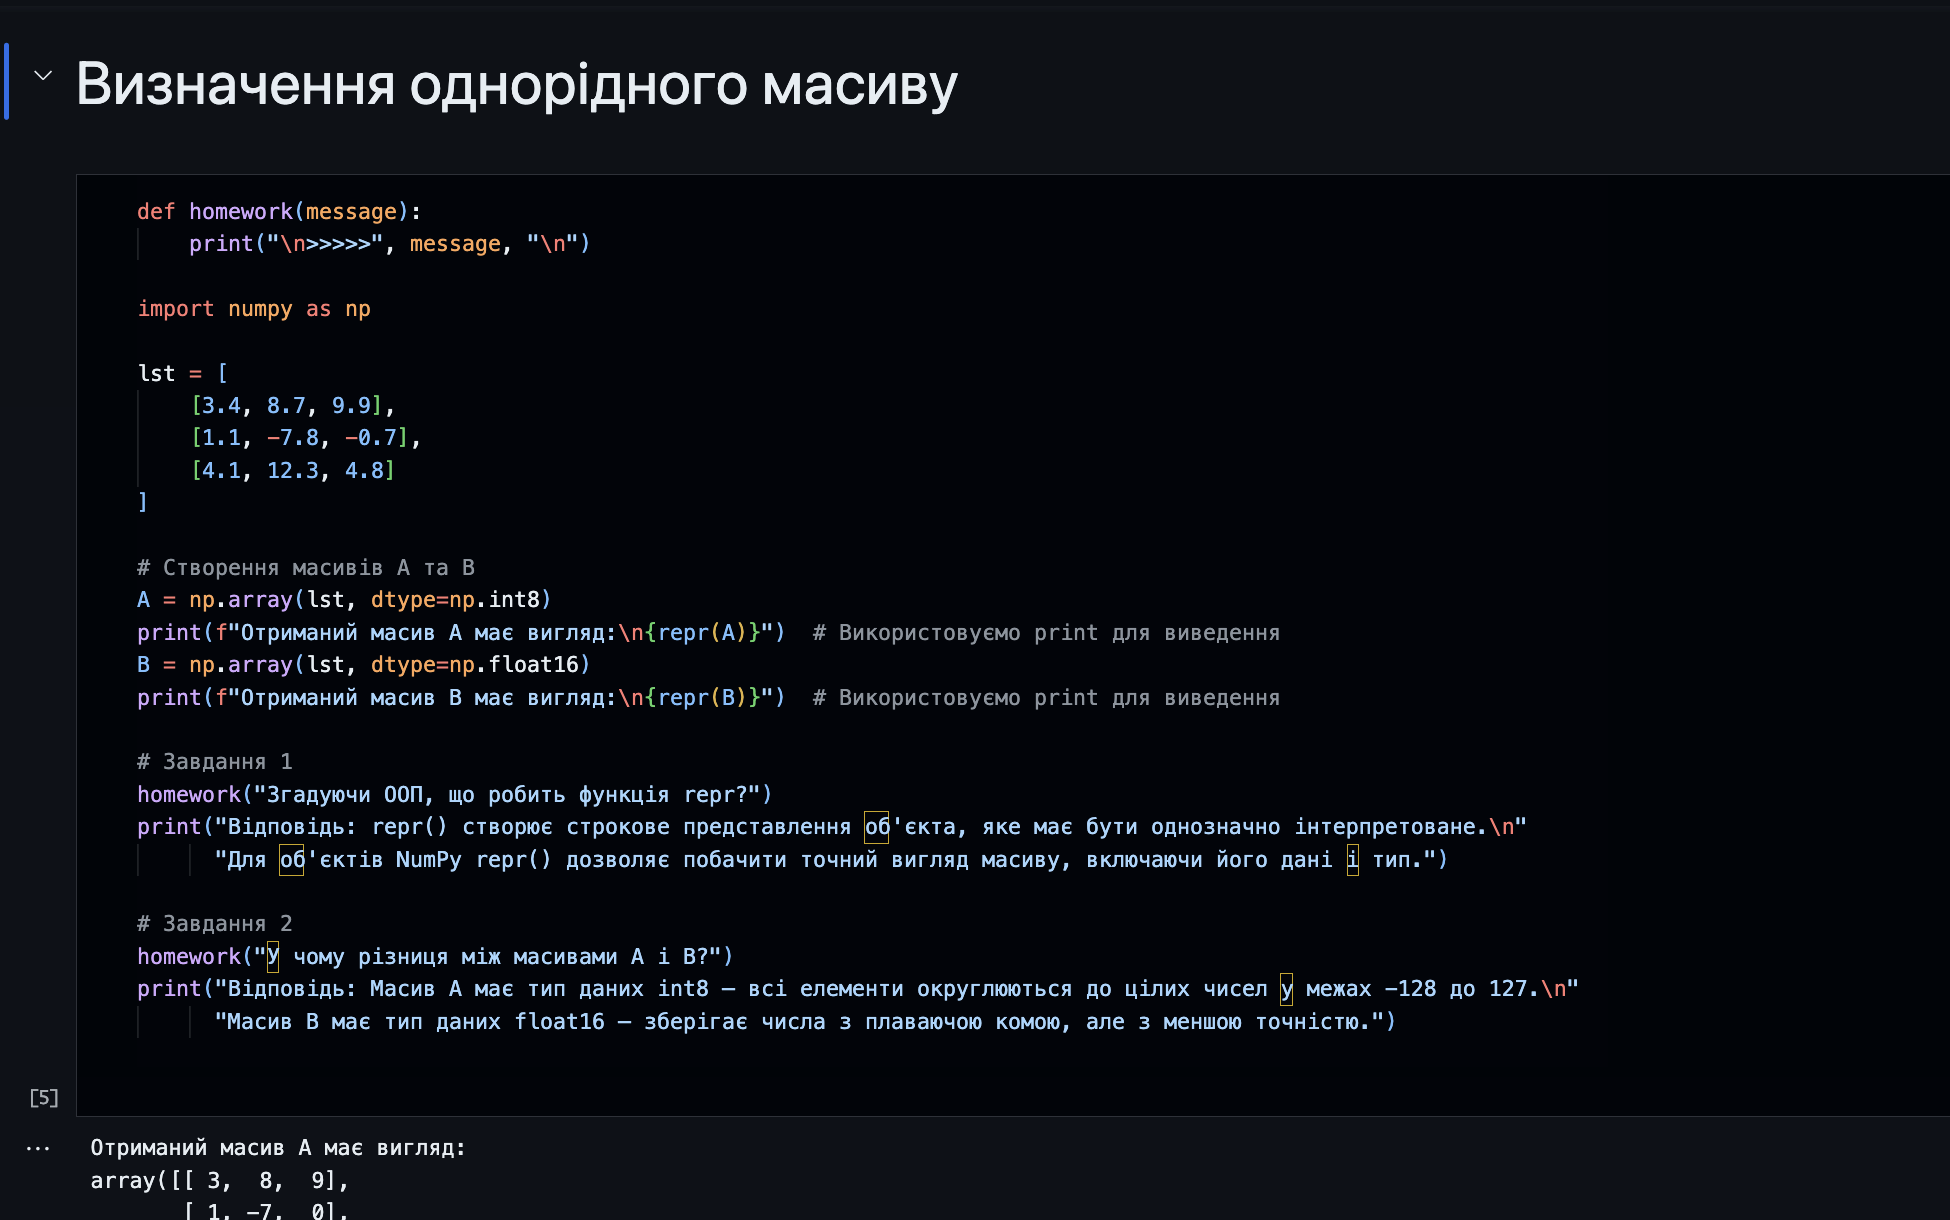 Визначення однорідного масиву
def homework(message):
    print("\n>>>>>", message, "\n")
import numpy as np
lst = [
    [3.4, 8.7, 9.9],
    [1.1, -7.8, -0.7],
    [4.1, 12.3, 4.8]
]
# Створення масивів A та B
A = np.array(lst, dtype=np.int8)
print(f"Отриманий масив A має вигляд:\n{repr(A)}")  # Використовуємо print для виведення
B = np.array(lst, dtype=np.float16)
print(f"Отриманий масив B має вигляд:\n{repr(B)}")  # Використовуємо print для виведення
# Завдання 1
homework("Згадуючи ООП, що робить функція repr?")
print("Відповідь: repr() створює строкове представлення об'єкта, яке має бути однозначно інтерпретоване.\n"
      "Для об'єктів NumPy repr() дозволяє побачити точний вигляд масиву, включаючи його дані і тип.")
# Завдання 2
homework("У чому різниця між масивами A і B?")
print("Відповідь: Масив A має тип даних int8 — всі елементи округлюються до цілих чисел у межах -128 до 127.\n"
      "Масив B має тип даних float16 — зберігає числа з плаваючою комою, але з меншою точністю.")
[5]
... Отриманий масив A має вигляд:
array([[ 3,  8,  9],
       [ 1, -7,  0],